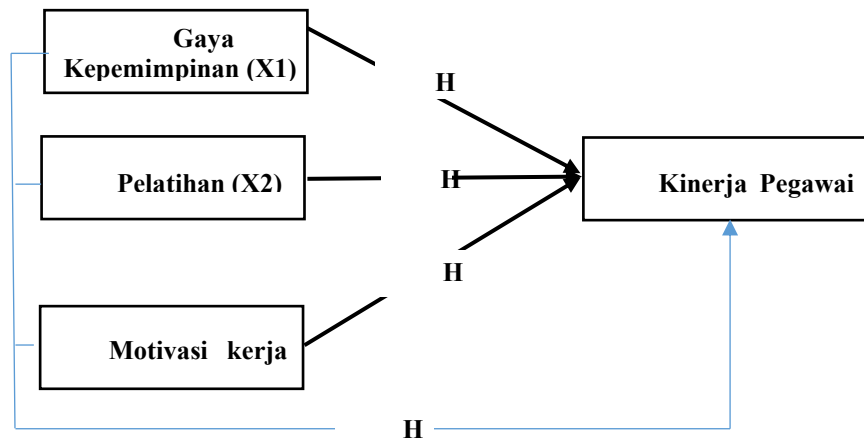 Gaya
Kepemimpinan (X1)
H
Pelatihan (X2)
H
Kinerja Pegawai
H
Motivasi kerja
H